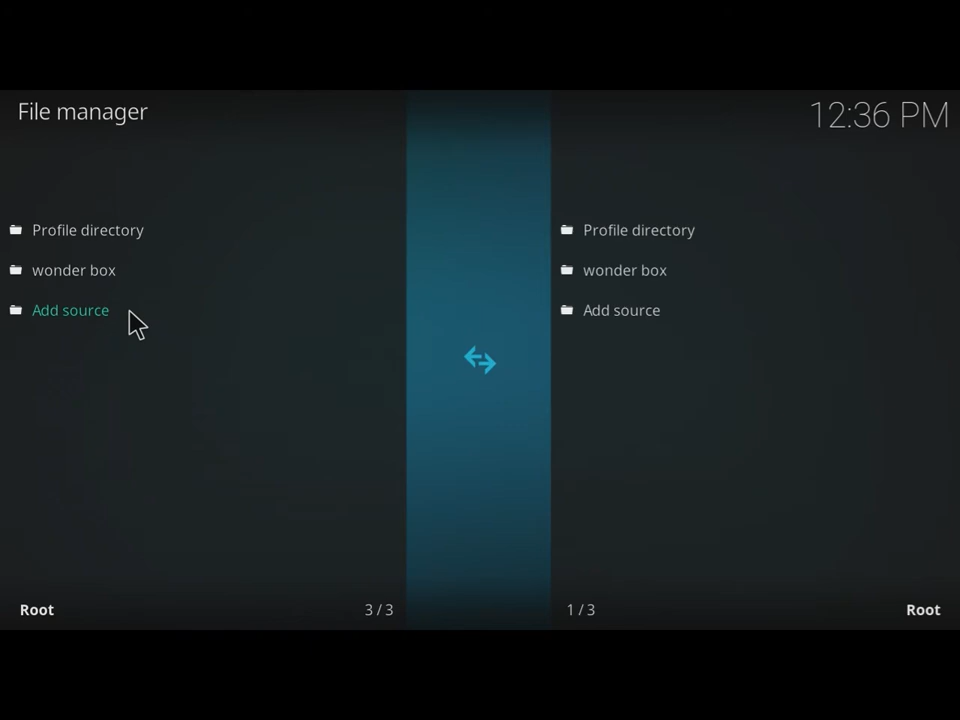 File manager
12:36 PM
Profile directory
wonder box
Add source
Profile directory
wonder box
Add source
Root
3 / 3
1 / 3
Root